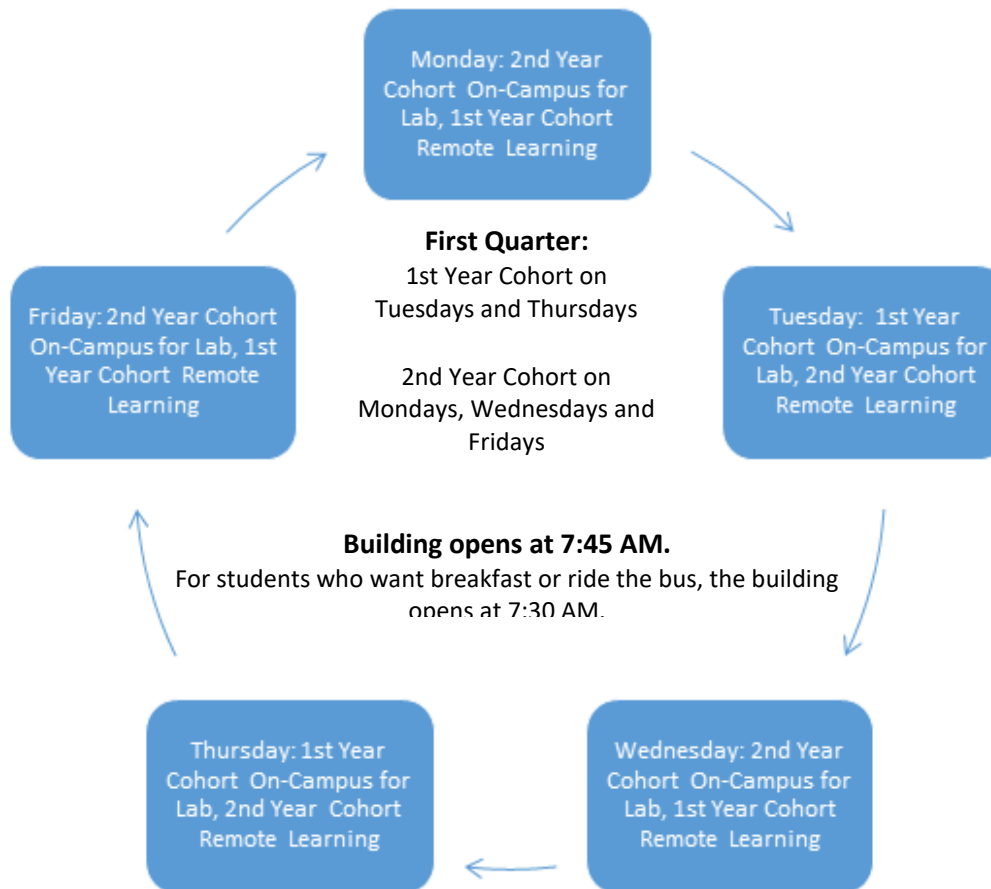 Monday: 2nd Year
Cohort On-Campus for
Lab, 1st Year Cohort
Remote Learning
First Quarter:
1st Year Cohort on
Tuesdays and Thursdays
2nd Year Cohort on
Mondays, Wednesdays and
Fridays
Friday: 2nd Year Cohort
On-Campus for Lab, 1st
Year Cohort Remote
Learning
Tuesday: 1st Year
Cohort On-Campus for
Lab, 2nd Year Cohort
Remote Learning
Building opens at 7:45 AM.
For students who want breakfast or ride the bus, the building
opens at 7:30 AM.
Thursday: 1st Year
Cohort On-Campus for
Lab, 2nd Year Cohort
Remote Learning
Wednesday: 2nd Year
Cohort On-Campus for
Lab, 1st Year Cohort
Remote Learning